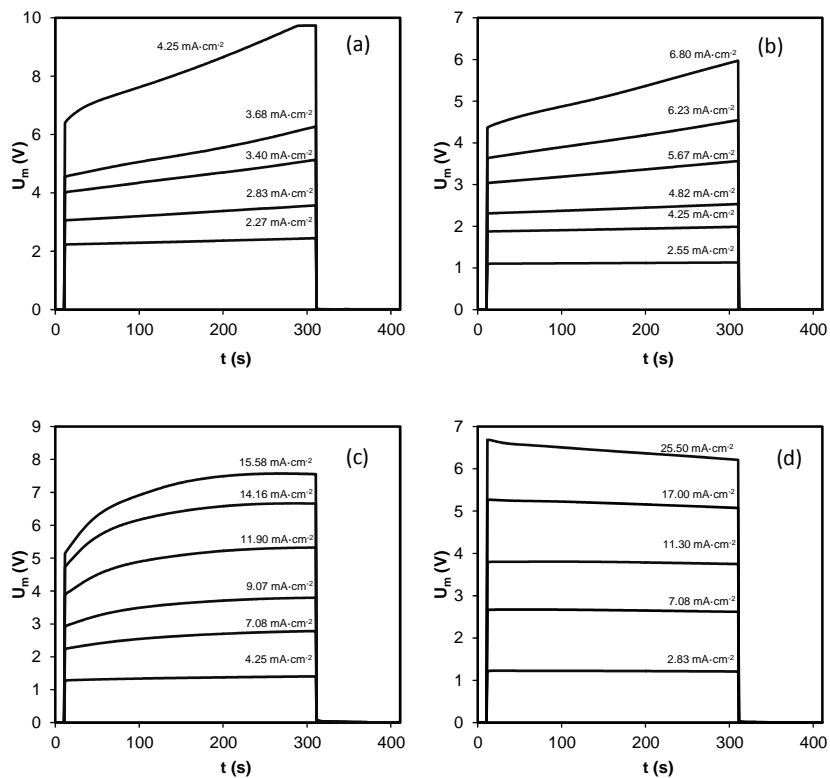 (a)
10
8
6
4
2
0
U_m (V)
4.25 mA·cm⁻²
3.68 mA·cm⁻²
3.40 mA·cm⁻²
2.83 mA·cm⁻²
2.27 mA·cm⁻²
0 100 200 300 400
t (s)
(b)
7
6
5
4
3
2
1
0
U_m (V)
6.80 mA·cm⁻²
6.23 mA·cm⁻²
5.67 mA·cm⁻²
4.82 mA·cm⁻²
4.25 mA·cm⁻²
2.55 mA·cm⁻²
0 100 200 300 400
t (s)
(c)
9
8
7
6
5
4
3
2
1
0
U_m (V)
15.58 mA·cm⁻²
14.16 mA·cm⁻²
11.90 mA·cm⁻²
9.07 mA·cm⁻²
7.08 mA·cm⁻²
4.25 mA·cm⁻²
0 100 200 300 400
t (s)
(d)
7
6
5
4
3
2
1
0
U_m (V)
25.50 mA·cm⁻²
17.00 mA·cm⁻²
11.30 mA·cm⁻²
7.08 mA·cm⁻²
2.83 mA·cm⁻²
0 100 200 300 400
t (s)